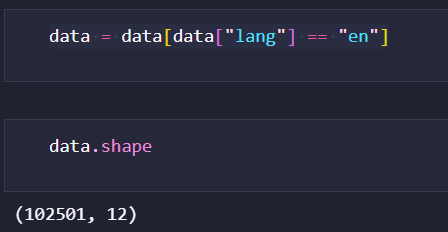 data = data[data["lang"] == "en"]
data.shape
(102501, 12)